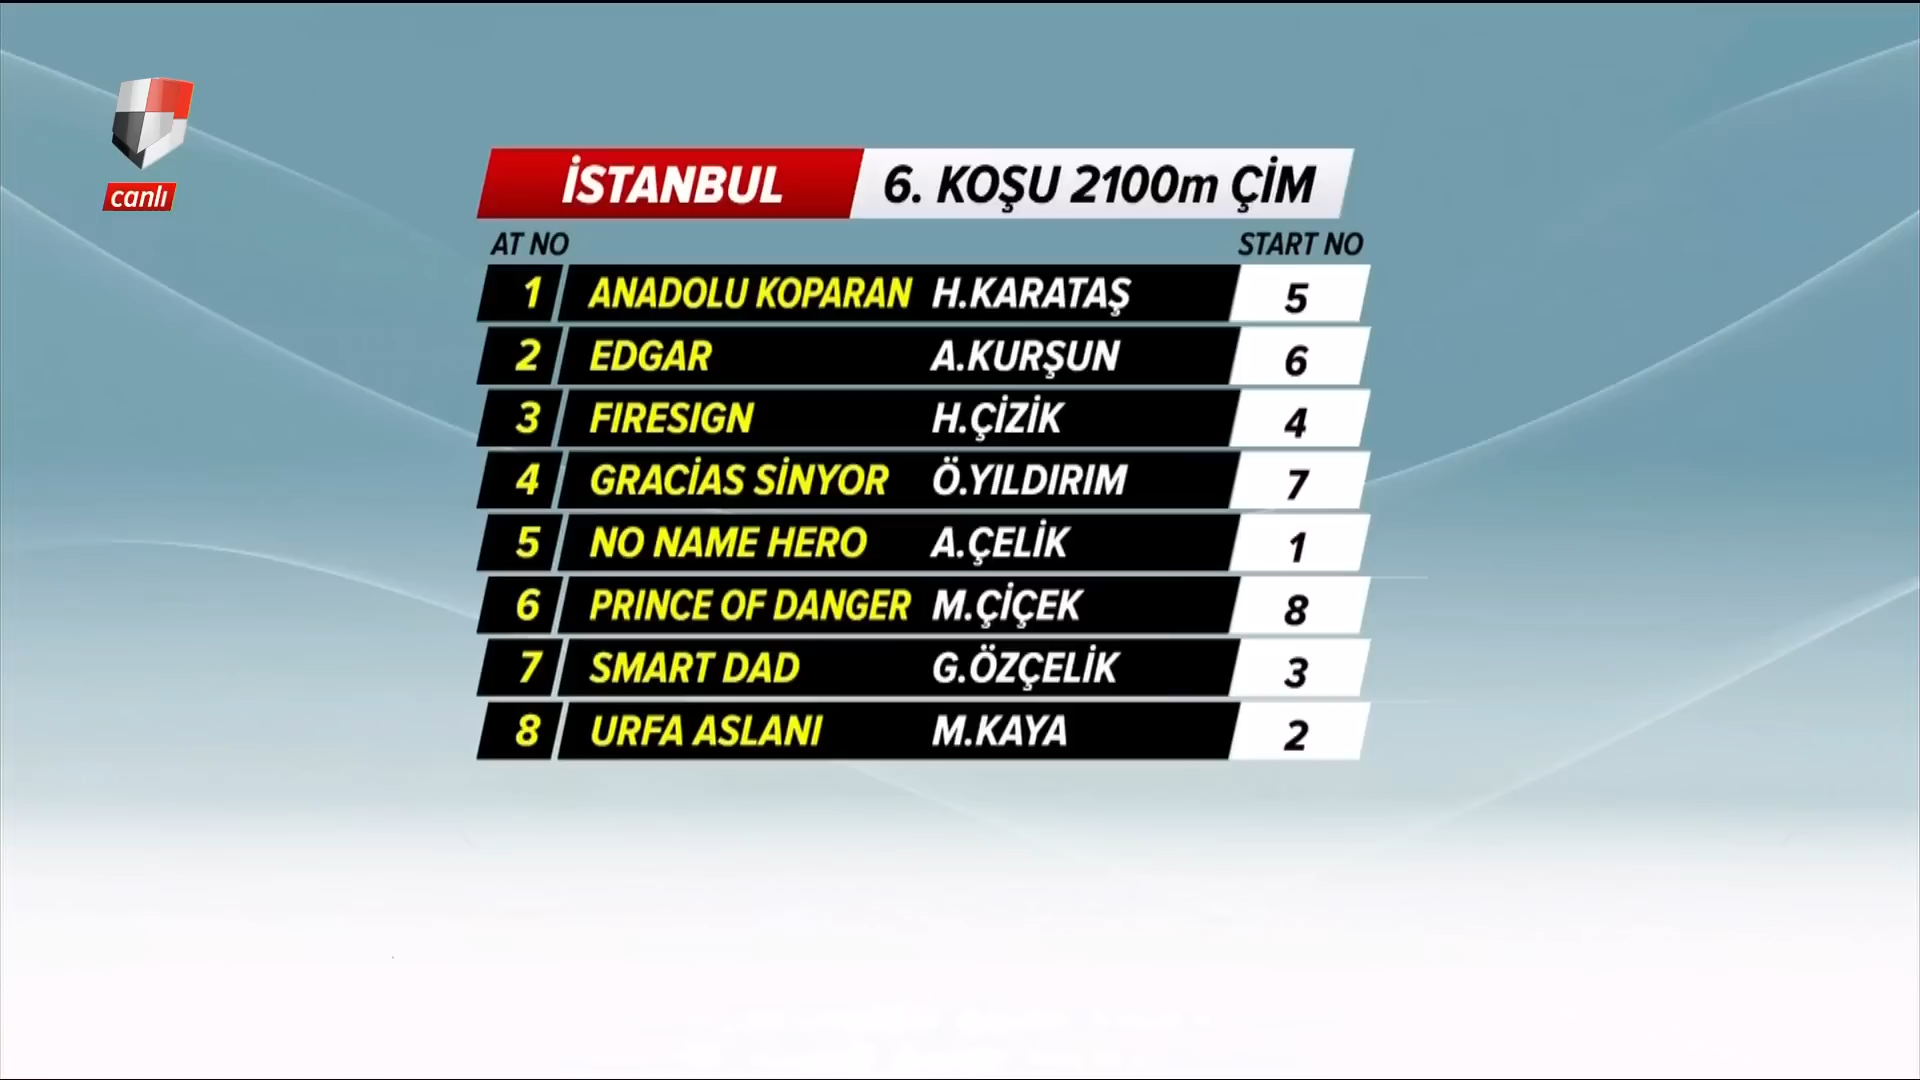 canlı
İSTANBUL 6. KOŞU 2100m ÇİM
AT NO START NO
1 ANADOLU KOPARAN H.KARATAŞ 5
2 EDGAR A.KURŞUN 6
3 FIRESIGN H.ÇİZİK 4
4 GRACİAS SİNYOR Ö.YILDIRIM 7
5 NO NAME HERO A.ÇELİK 1
6 PRINCE OF DANGER M.ÇİÇEK 8
7 SMART DAD G.ÖZÇELİK 3
8 URFA ASLANI M.KAYA 2